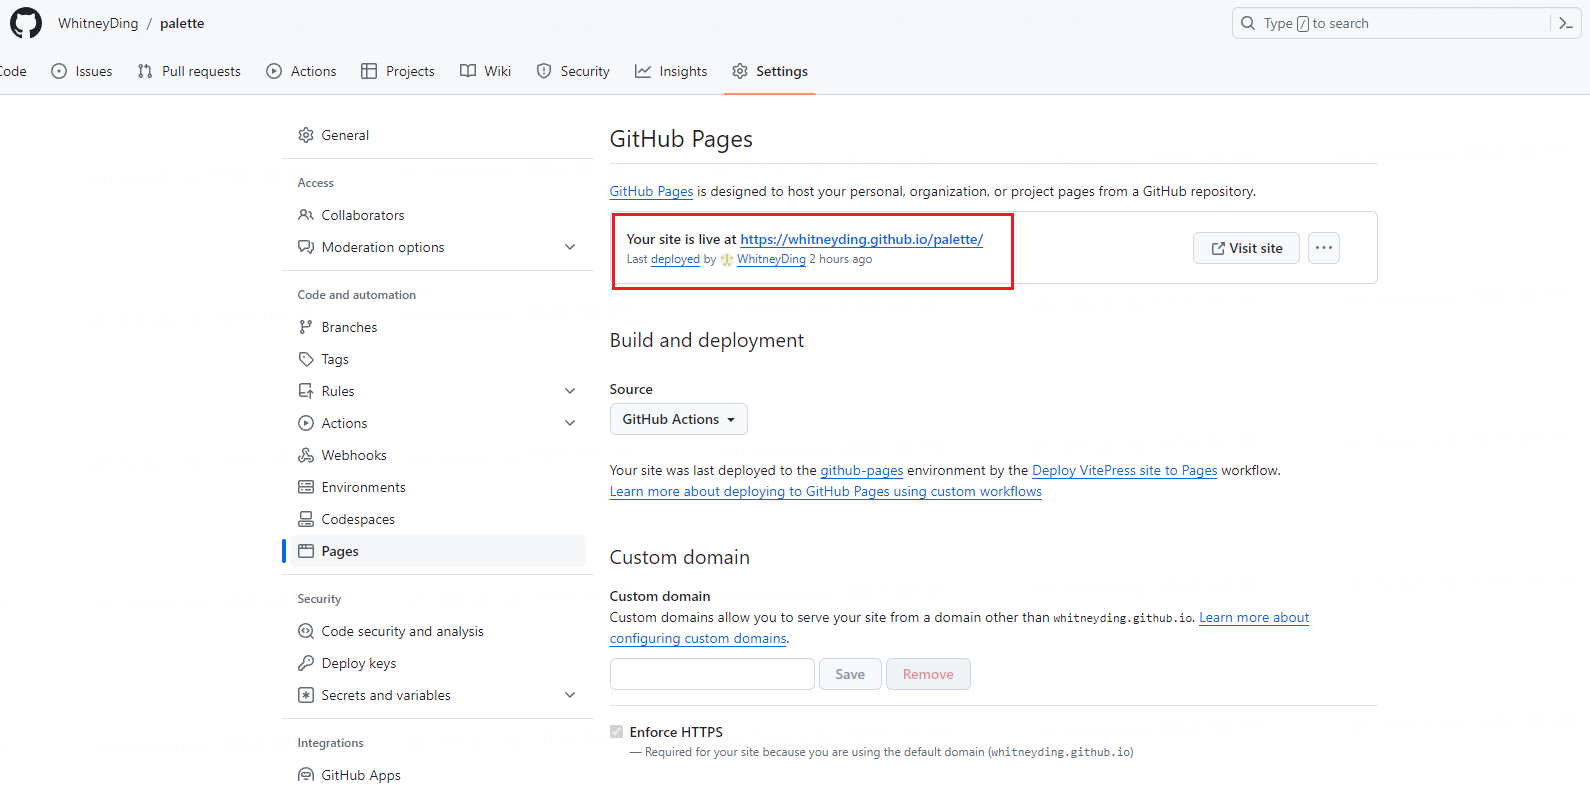 WhitneyDing / palette
Type / to search
Code
Issues
Pull requests
Actions
Projects
Wiki
Security
Insights
Settings
General
Access
Collaborators
Moderation options
Code and automation
Branches
Tags
Rules
Actions
Webhooks
Environments
Codespaces
Pages
Security
Code security and analysis
Deploy keys
Secrets and variables
Integrations
GitHub Apps
GitHub Pages
GitHub Pages is designed to host your personal, organization, or project pages from a GitHub repository.
Your site is live at https://whitneyding.github.io/palette/
Last deployed by WhitneyDing 2 hours ago
Visit site
Build and deployment
Source
GitHub Actions
Your site was last deployed to the github-pages environment by the Deploy VitePress site to Pages workflow.
Learn more about deploying to GitHub Pages using custom workflows
Custom domain
Custom domain
Custom domains allow you to serve your site from a domain other than whitneyding.github.io. Learn more about
configuring custom domains.
Save
Remove
Enforce HTTPS
— Required for your site because you are using the default domain (whitneyding.github.io)